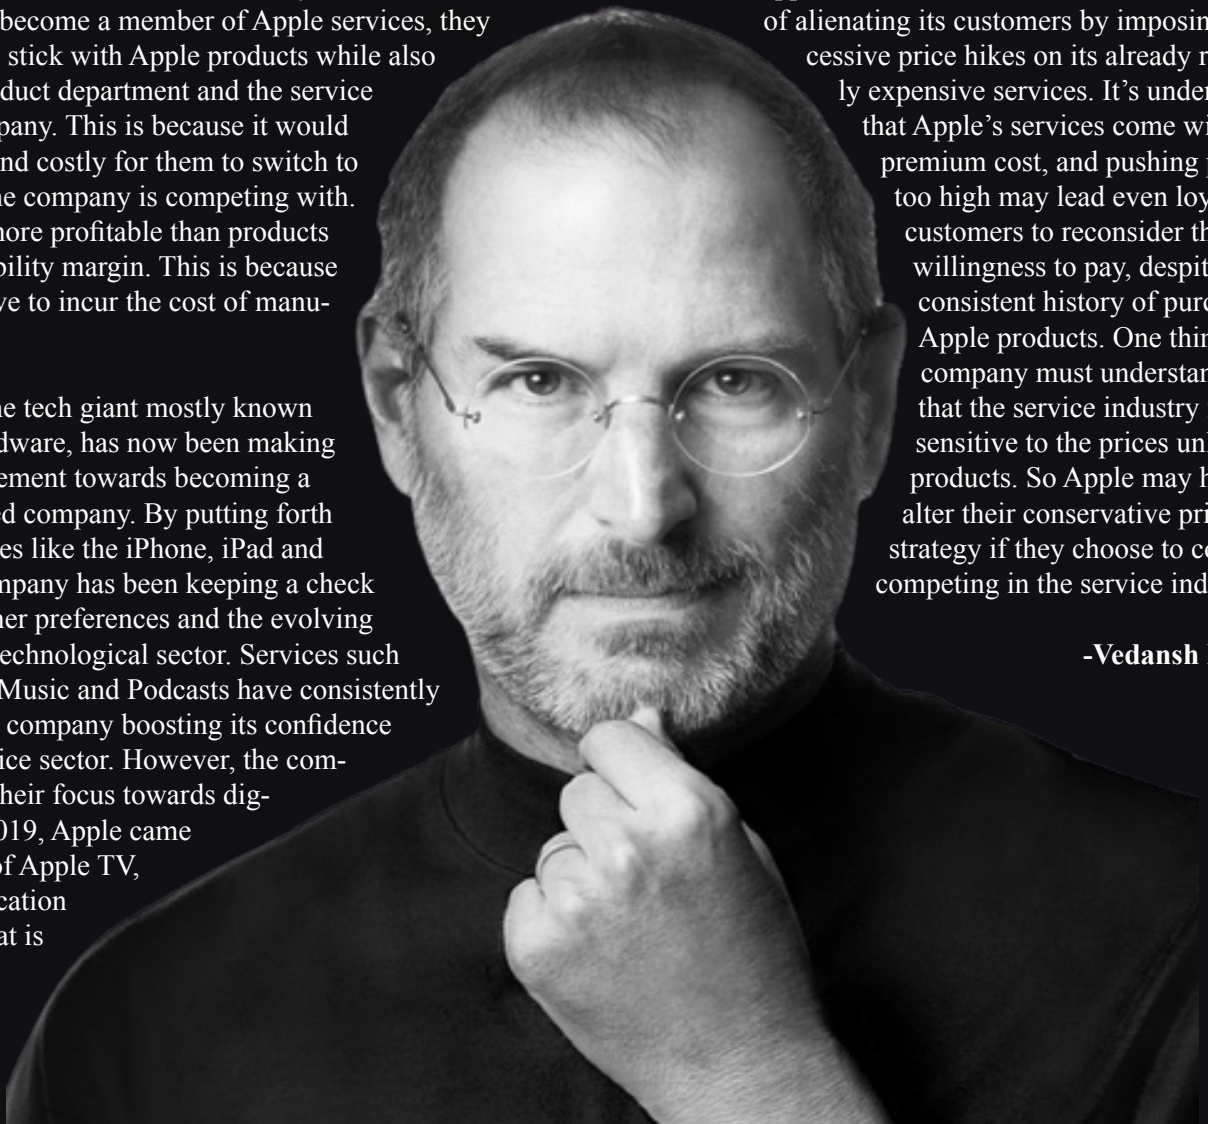 become a member of Apple services, they
stick with Apple products while also
duct department and the service
pany. This is because it would
nd costly for them to switch to
e company is competing with.
ore profitable than products
bility margin. This is because
ve to incur the cost of manu-
e tech giant mostly known
dware, has now been making
ement towards becoming a
ed company. By putting forth
es like the iPhone, iPad and
mpany has been keeping a check
er preferences and the evolving
echnological sector. Services such
Music and Podcasts have consistently
company boosting its confidence
ice sector. However, the com-
heir focus towards dig-
019, Apple came
of Apple TV,
cation
at is
of alienating its customers by imposin
cessive price hikes on its already r
ly expensive services. It’s under
that Apple’s services come wi
premium cost, and pushing
too high may lead even loy
customers to reconsider th
willingness to pay, despit
consistent history of purc
Apple products. One thin
company must understan
that the service industry
sensitive to the prices unl
products. So Apple may h
alter their conservative pri
strategy if they choose to co
competing in the service ind
-Vedansh